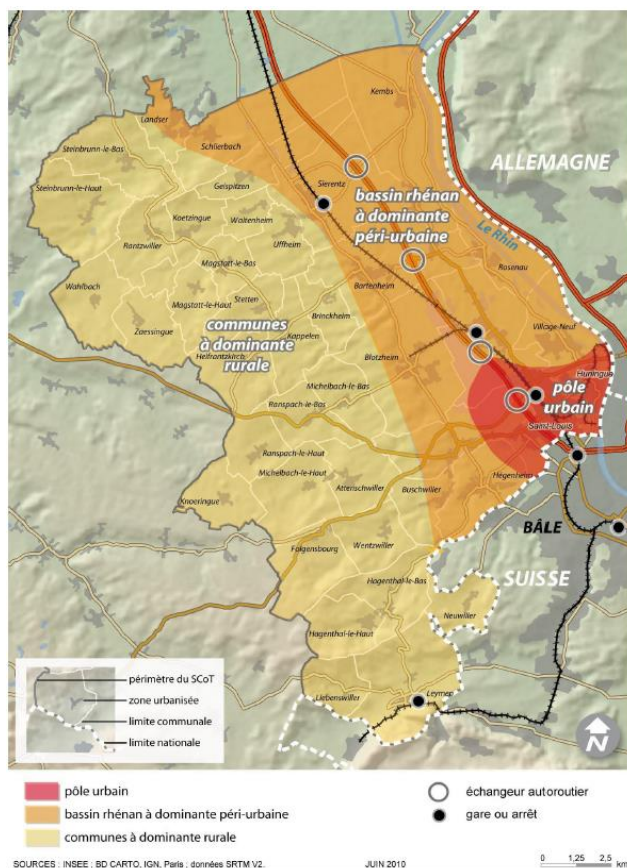 Kembs
Landser
Schlierbach
ALLEMAGNE
Steinbrunn-le-Bas
Steinbrunn-le-Haut
Geispitzen
Sierentz
bassin rhénan
à dominante
péri-urbaine
Le Rhin
Koetzingue
Waltenheim
Rantzwiller
Uffheim
Rosenau
Magstatt-le-Bas
Bartenheim
Wahlbach
Magstatt-le-Haut
Stetten
Brinckheim
Village-Neuf
communes
à dominante
rurale
Zaessingue
Kappelen
Helfrantzkirch
Blotzheim
Huningue
Michelbach-le-Bas
pôle
urbain
Ranspach-le-Bas
Saint-Louis
Ranspach-le-Haut
Michelbach-le-Haut
Hégenheim
Attenschwiller
Buschwiller
Knoeringue
BÂLE
Folgensbourg
Wentzwiller
Hagenthal-le-Bas
SUISSE
Neuwiller
Hagenthal-le-Haut
Liebenswiller
Leymen
périmètre du SCoT
zone urbanisée
limite communale
limite nationale
N
pôle urbain
bassin rhénan à dominante péri-urbaine
communes à dominante rurale
échangeur autoroutier
gare ou arrêt
SOURCES : INSEE ; BD CARTO, IGN, Paris ; données SRTM V2.
JUIN 2010
0 1,25 2,5 km